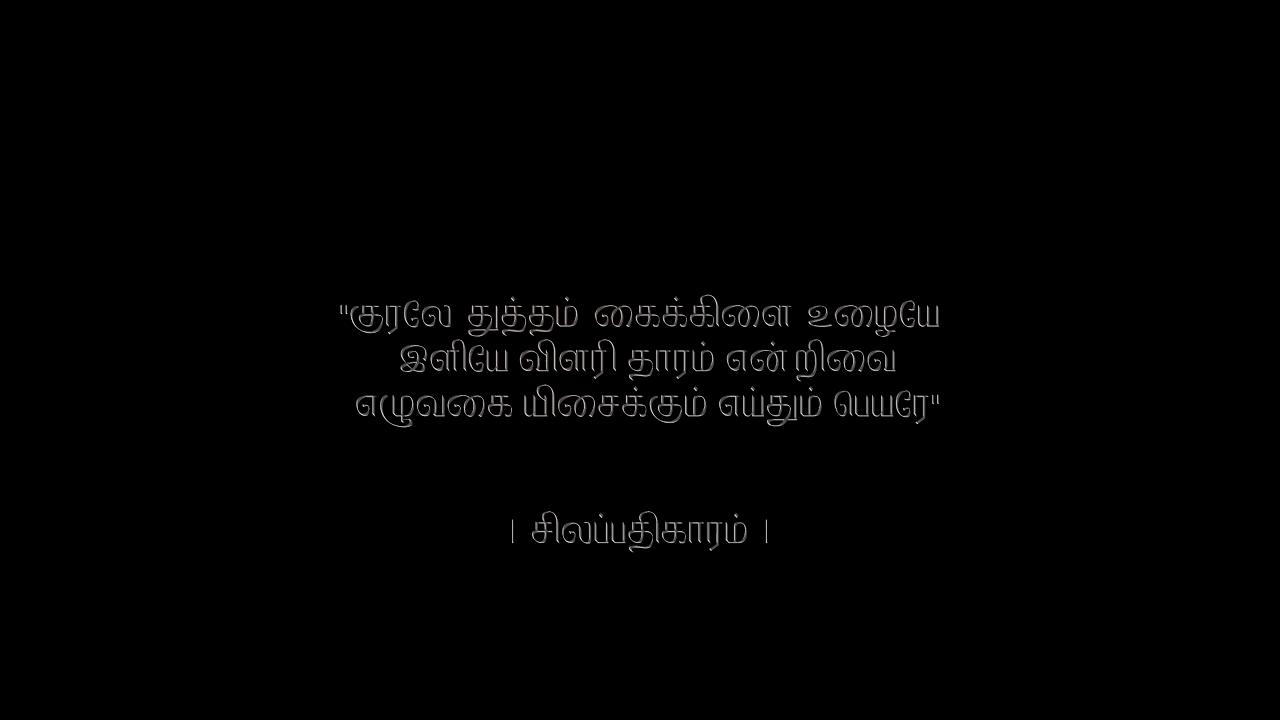 "குரலே துத்தம் கைக்கிளை உழையே
இளியே விளரி தாரம் என்றிவை
எழுவகை யிசைக்கும் எய்தும் பெயரே"
| சிலப்பதிகாரம் |